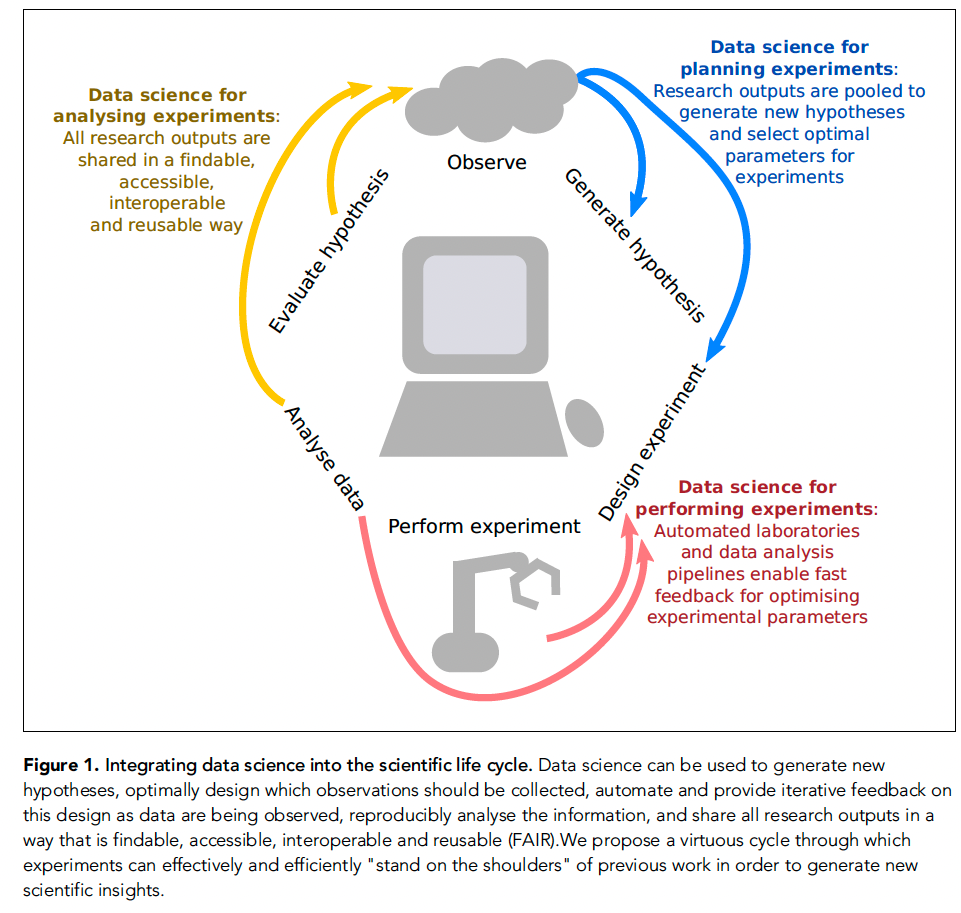 Data science for
planning experiments:
Research outputs are pooled to
generate new hypotheses
and select optimal
parameters for
experiments
Data science for
analysing experiments:
All research outputs are
shared in a findable,
accessible,
interoperable
and reusable way
Observe
Generate hypothesis
Evaluate hypothesis
Design experiment
Analyse data
Perform experiment
Data science for
performing experiments:
Automated laboratories
and data analysis
pipelines enable fast
feedback for optimising
experimental parameters
Figure 1. Integrating data science into the scientific life cycle. Data science can be used to generate new
hypotheses, optimally design which observations should be collected, automate and provide iterative feedback on
this design as data are being observed, reproducibly analyse the information, and share all research outputs in a
way that is findable, accessible, interoperable and reusable (FAIR).We propose a virtuous cycle through which
experiments can effectively and efficiently "stand on the shoulders" of previous work in order to generate new
scientific insights.